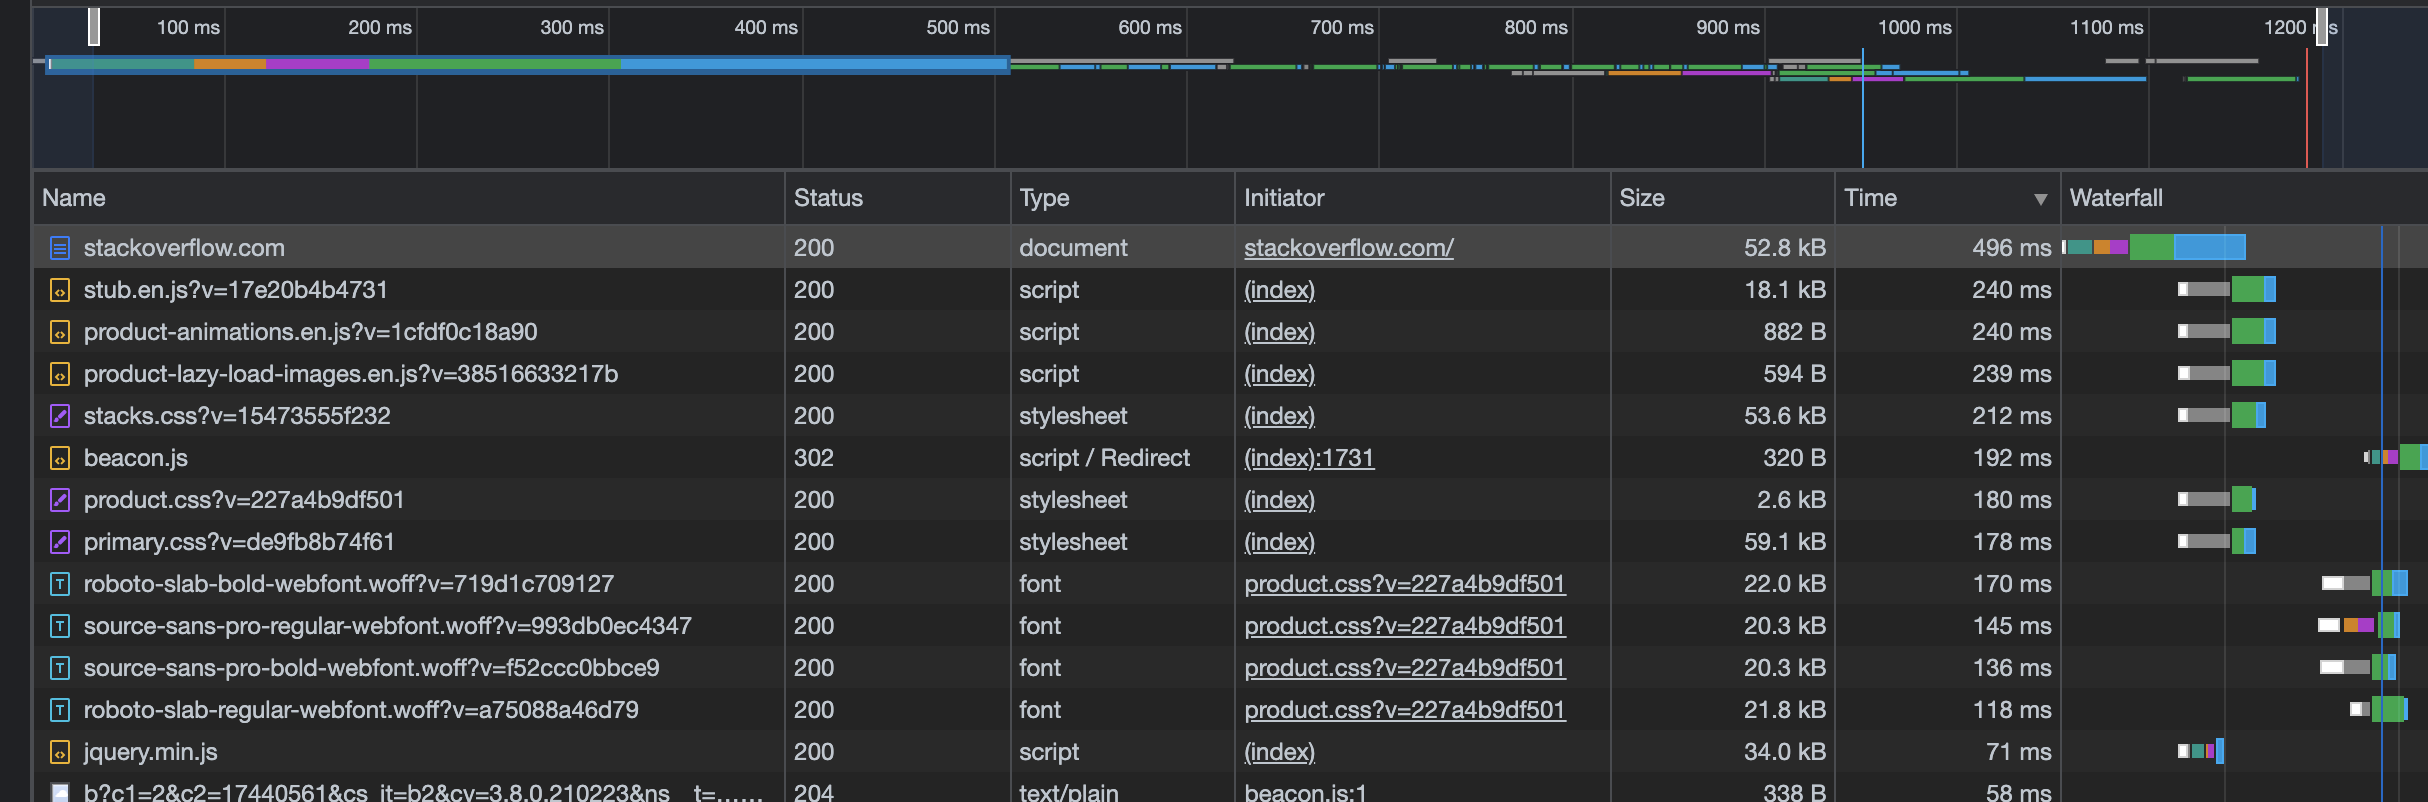 100 ms 200 ms 300 ms 400 ms 500 ms 600 ms 700 ms 800 ms 900 ms 1000 ms 1100 ms 1200 ms
Name Status Type Initiator Size Time Waterfall
stackoverflow.com 200 document stackoverflow.com/ 52.8 kB 496 ms
stub.en.js?v=17e20b4b4731 200 script (index) 18.1 kB 240 ms
product-animations.en.js?v=1cfdf0c18a90 200 script (index) 882 B 240 ms
product-lazy-load-images.en.js?v=38516633217b 200 script (index) 594 B 239 ms
stacks.css?v=15473555f232 200 stylesheet (index) 53.6 kB 212 ms
beacon.js 302 script / Redirect (index):1731 320 B 192 ms
product.css?v=227a4b9df501 200 stylesheet (index) 2.6 kB 180 ms
primary.css?v=de9fb8b74f61 200 stylesheet (index) 59.1 kB 178 ms
roboto-slab-bold-webfont.woff?v=719d1c709127 200 font product.css?v=227a4b9df501 22.0 kB 170 ms
source-sans-pro-regular-webfont.woff?v=993db0ec4347 200 font product.css?v=227a4b9df501 20.3 kB 145 ms
source-sans-pro-bold-webfont.woff?v=f52ccc0bbce9 200 font product.css?v=227a4b9df501 20.3 kB 136 ms
roboto-slab-regular-webfont.woff?v=a75088a46d79 200 font product.css?v=227a4b9df501 21.8 kB 118 ms
jquery.min.js 200 script (index) 34.0 kB 71 ms
b?c1=2&c2=17440561&cs_it=b2&cv=3.8.0.210223&ns__t=...... 204 text/plain beacon.js:1 338 B 58 ms